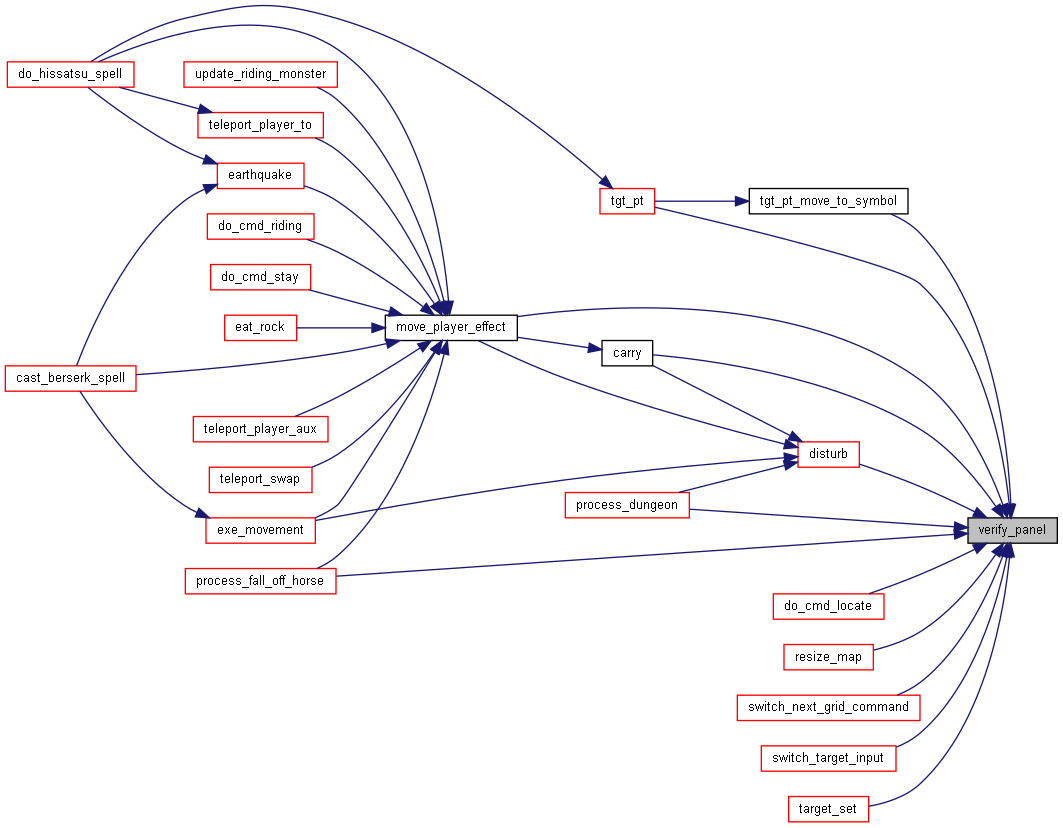 do_hissatsu_spell
update_riding_monster
teleport_player_to
earthquake
tgt_pt
tgt_pt_move_to_symbol
do_cmd_riding
do_cmd_stay
eat_rock
move_player_effect
carry
cast_berserk_spell
teleport_player_aux
disturb
teleport_swap
process_dungeon
exe_movement
verify_panel
process_fall_off_horse
do_cmd_locate
resize_map
switch_next_grid_command
switch_target_input
target_set